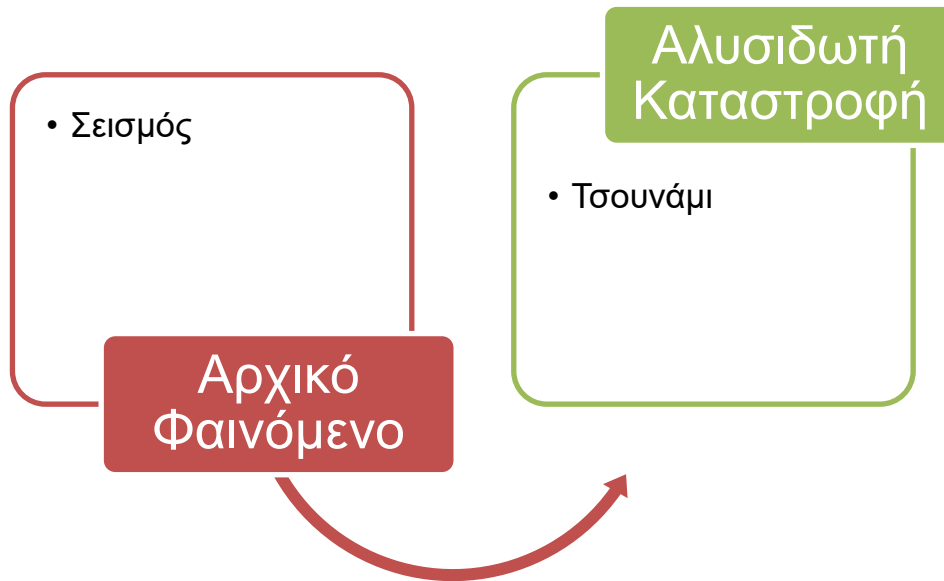 • Σεισμός
Αρχικό
Φαινόμενο
Αλυσιδωτή
Καταστροφή
• Τσουνάμι